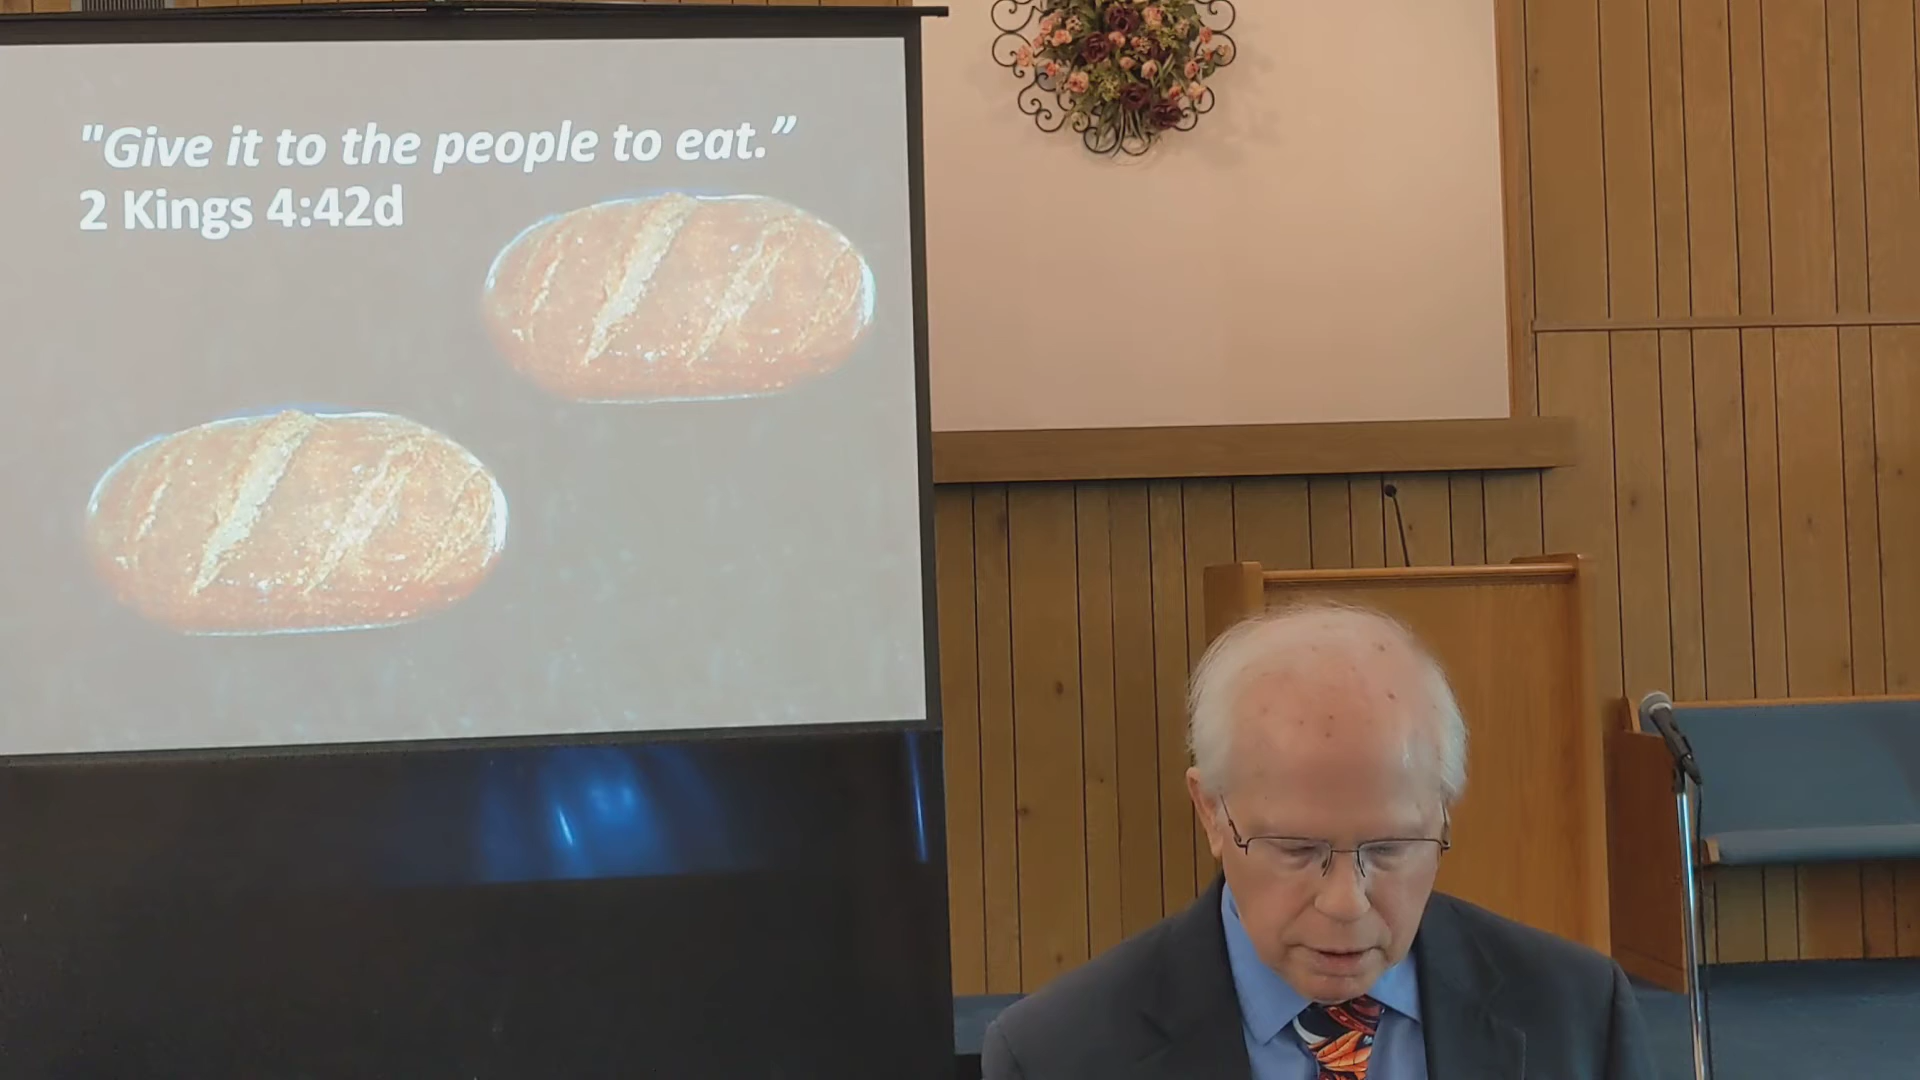 "Give it to the people to eat.”
2 Kings 4:42d